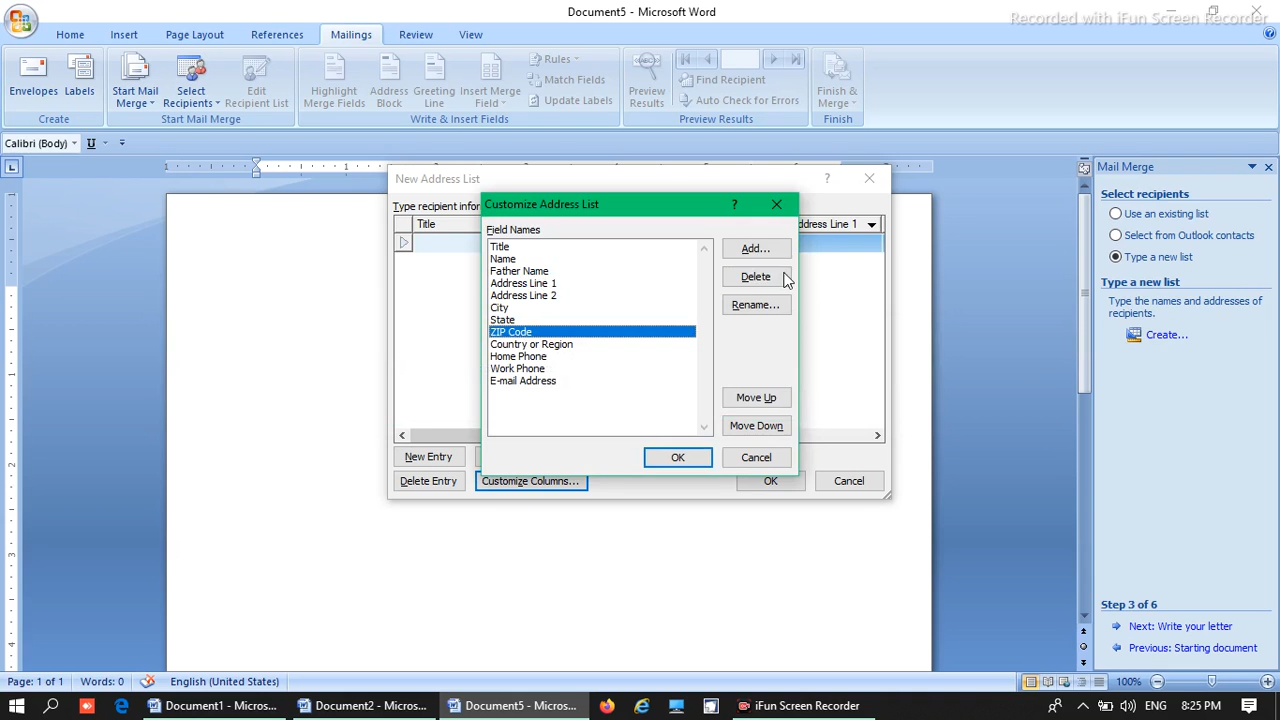 Document5 - Microsoft Word
Recorded with iFun Screen Recorder
Home Insert Page Layout References Mailings Review View
Envelopes Labels
Create
Start Mail Merge
Select Recipients
Edit Recipient List
Start Mail Merge
Highlight Merge Fields
Address Block
Greeting Line
Insert Merge Field
Rules
Match Fields
Update Labels
Write & Insert Fields
Preview Results
Find Recipient
Auto Check for Errors
Preview Results
Finish & Merge
Finish
Calibri (Body) U
New Address List
Type recipient infor
Title
ddress Line 1
Customize Address List
Field Names
Title
Name
Father Name
Address Line 1
Address Line 2
City
State
ZIP Code
Country or Region
Home Phone
Work Phone
E-mail Address
Add...
Delete
Rename...
Move Up
Move Down
OK Cancel
New Entry
Delete Entry Customize Columns... OK Cancel
Mail Merge
Select recipients
Use an existing list
Select from Outlook contacts
Type a new list
Type a new list
Type the names and addresses of
recipients.
Create...
Step 3 of 6
Next: Write your letter
Previous: Starting document
Page: 1 of 1 Words: 0 English (United States) 100%
Document1 - Micros... Document2 - Micros... Document5 - Micros... iFun Screen Recorder ENG 8:25 PM